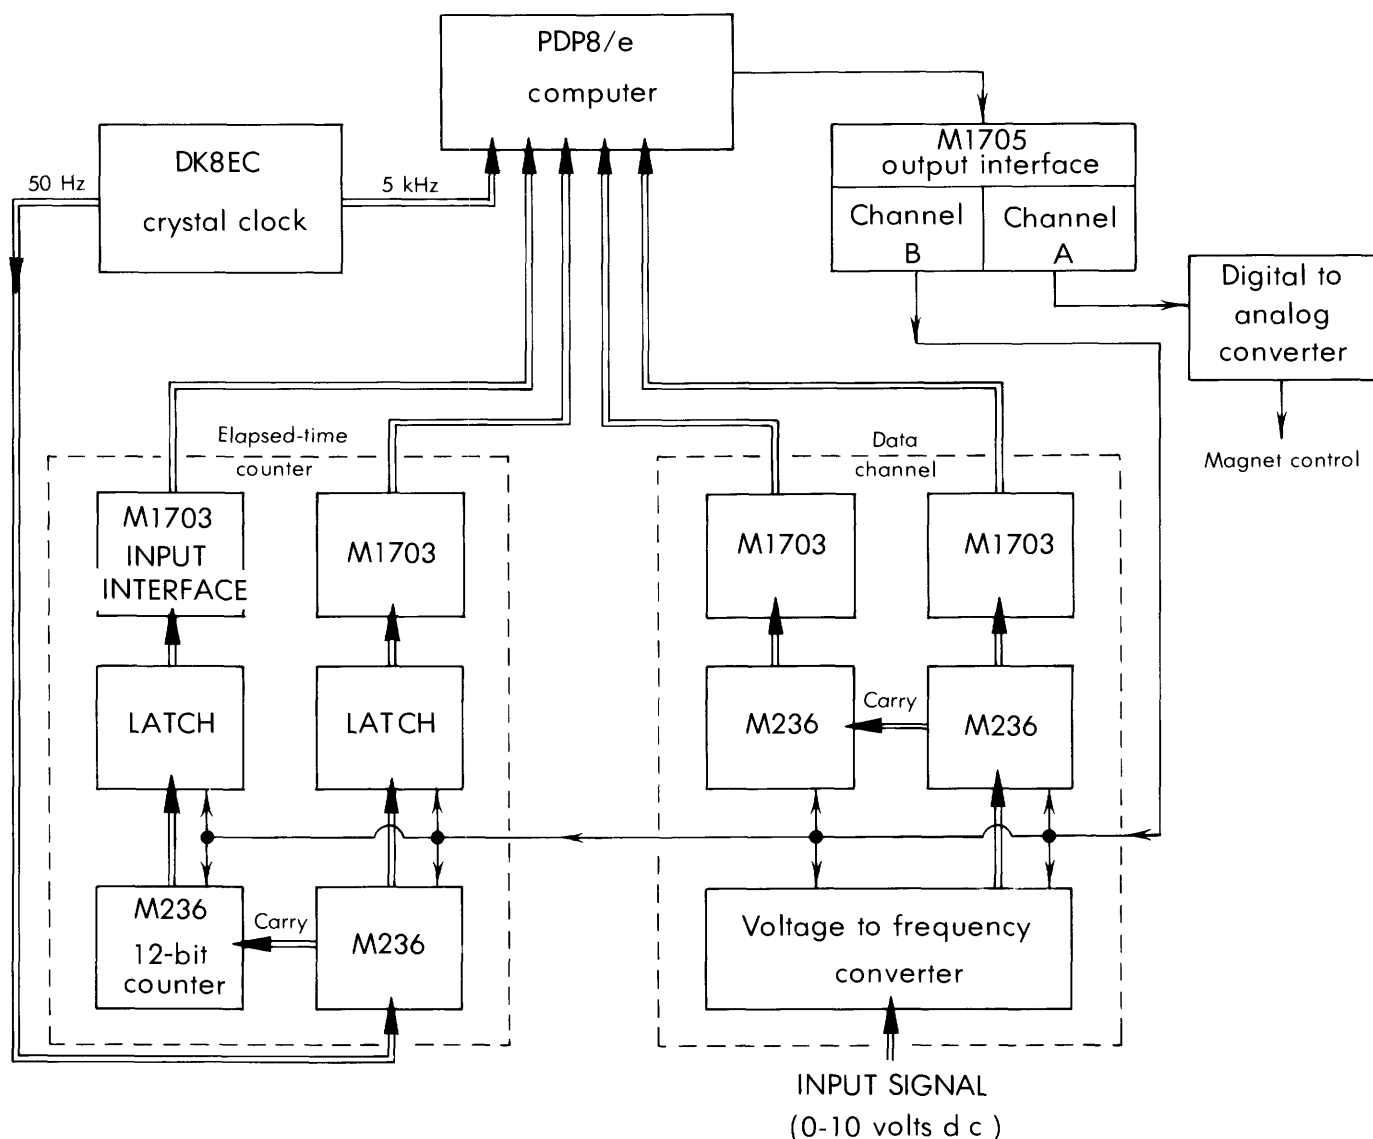 PDP8/e
computer
DK8EC
crystal clock
50 Hz
5 kHz
M1705
output interface
Channel
B
Channel
A
Digital to
analog
converter
Magnet control
Elapsed-time
counter
Data
channel
M1703
INPUT
INTERFACE
M1703
M1703
M1703
LATCH
LATCH
M236
Carry
M236
M236
12-bit
counter
Carry
M236
Voltage to frequency
converter
INPUT SIGNAL
(0-10 volts d c)